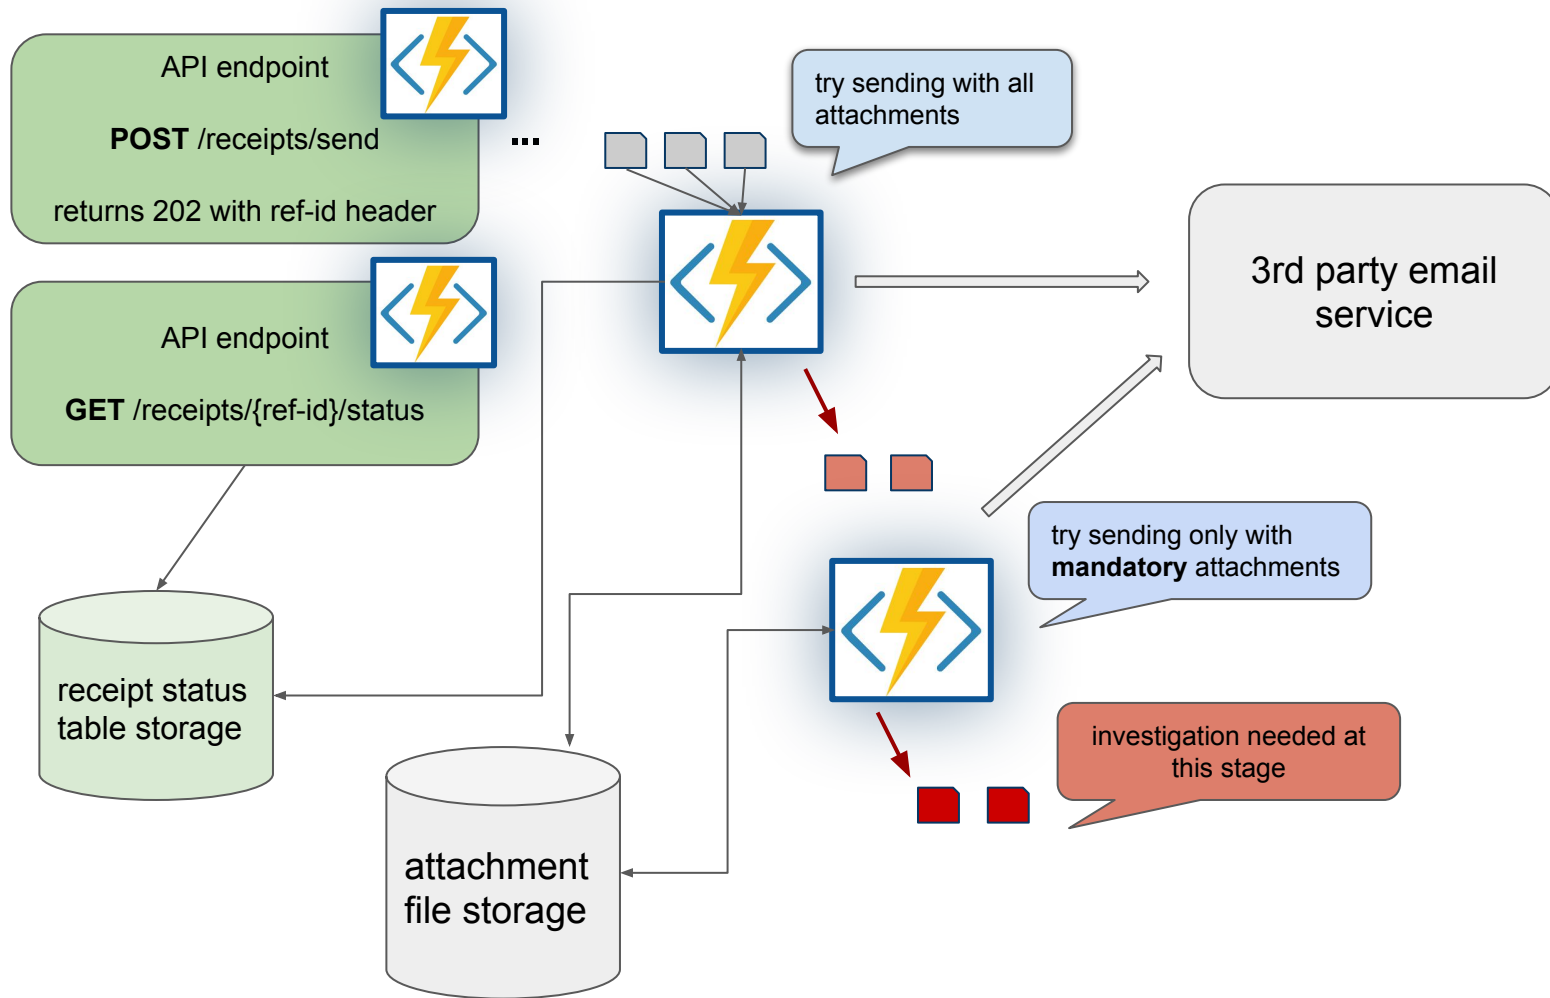 API endpoint
POST /receipts/send
returns 202 with ref-id header
...
try sending with all
attachments
3rd party email
service
API endpoint
GET /receipts/{ref-id}/status
try sending only with
mandatory attachments
receipt status
table storage
investigation needed at
this stage
attachment
file storage